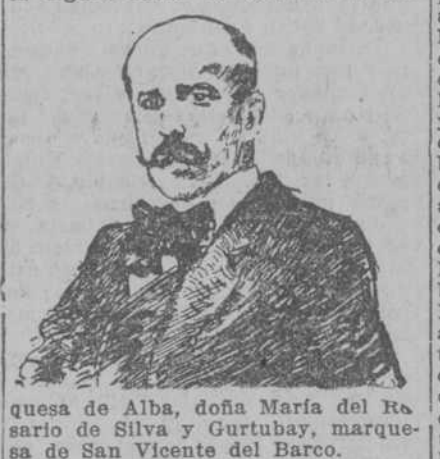 quesa de Alba, doña María del Ro
sario de Silva y Gurtubay, marque-
sa de San Vicente del Barco.